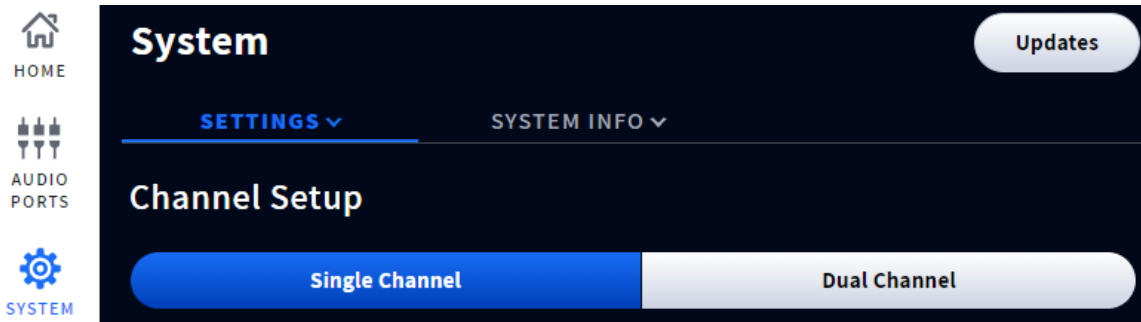 HOME
AUDIO
PORTS
SYSTEM
System
Updates
SETTINGS
SYSTEM INFO
Channel Setup
Single Channel
Dual Channel